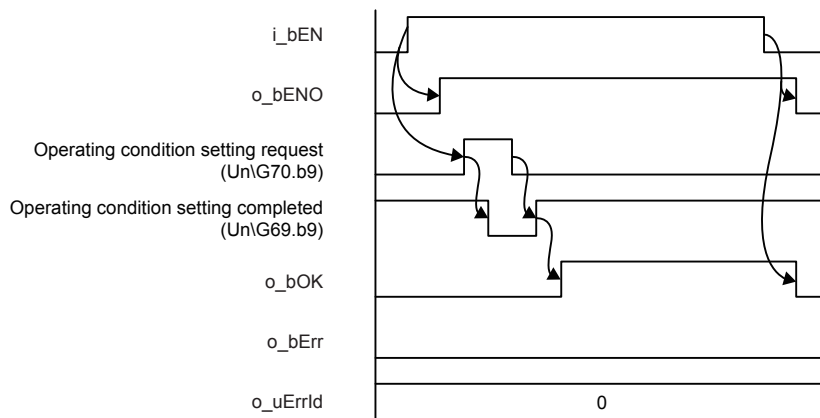 i_bEN
o_bENO
Operating condition setting request
(Un\G70.b9)
Operating condition setting completed
(Un\G69.b9)
o_bOK
o_bErr
o_uErrId
0